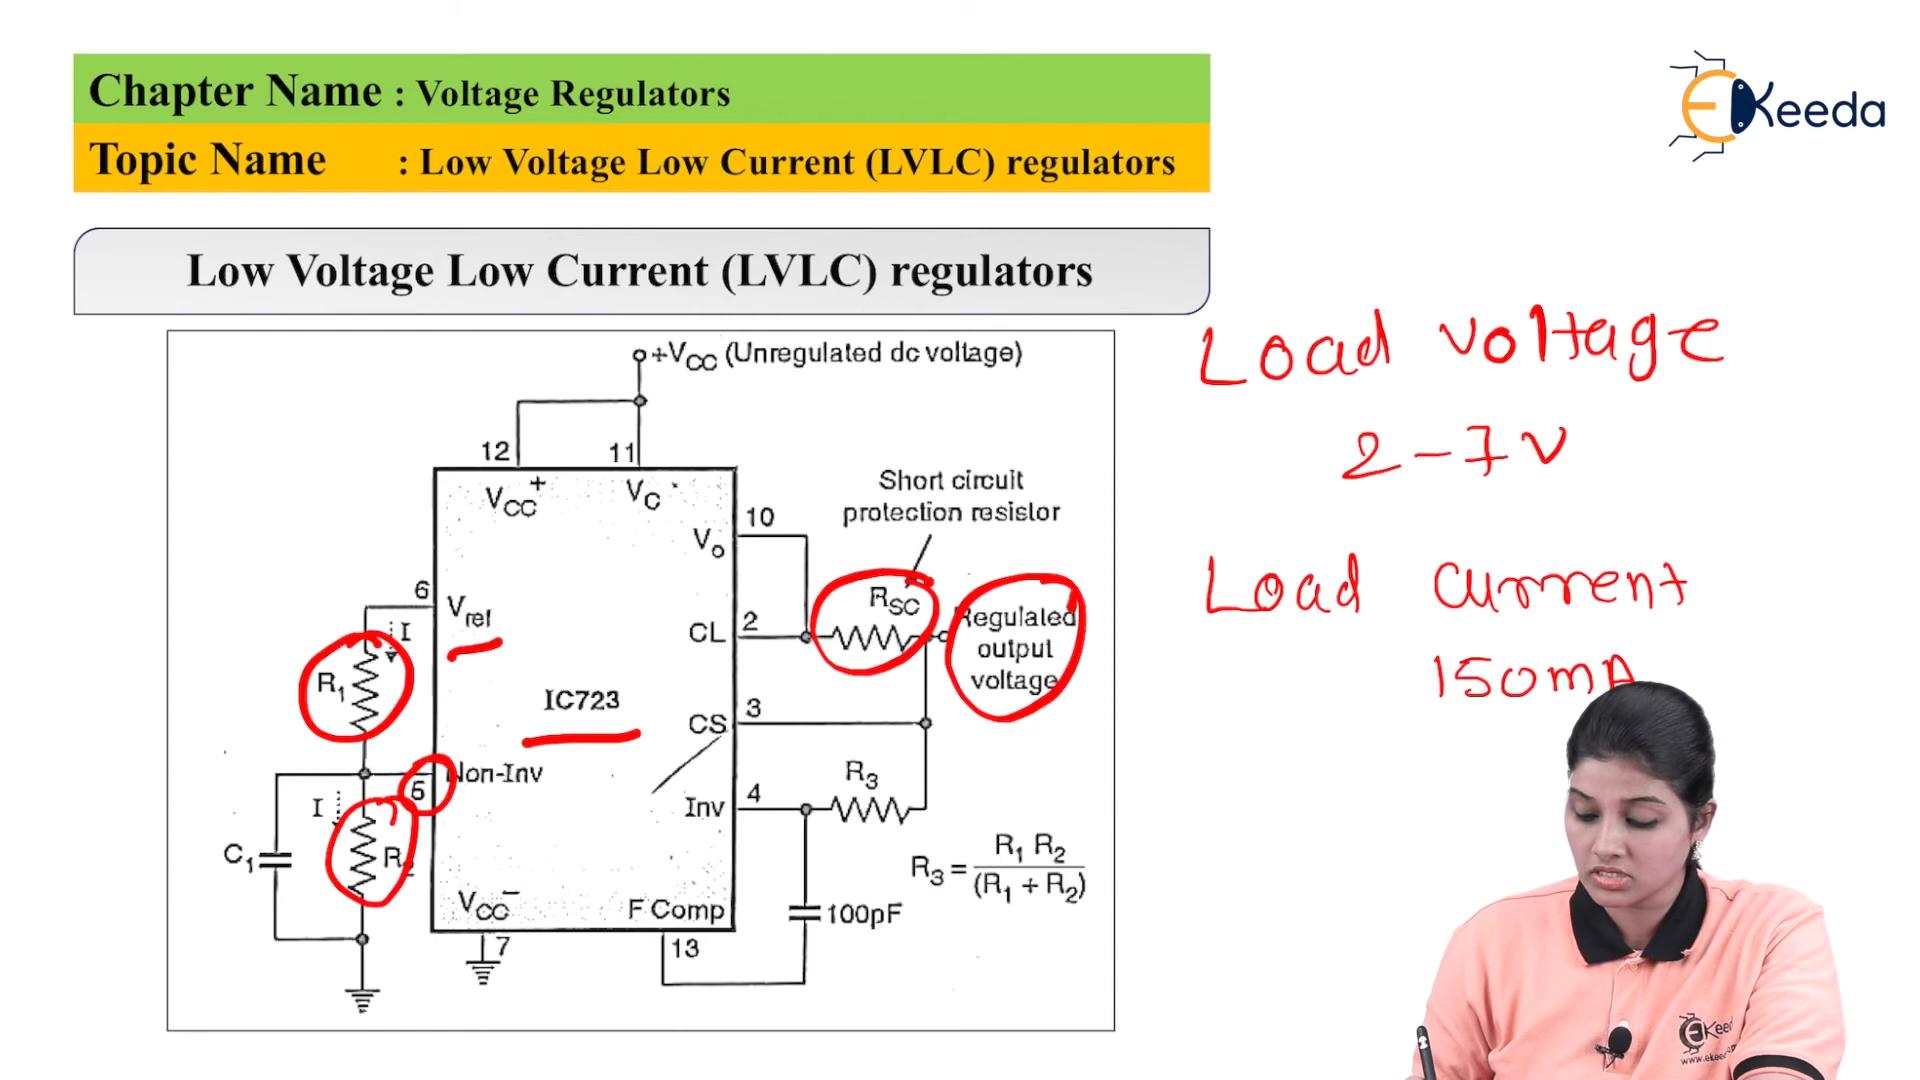 Chapter Name : Voltage Regulators
Topic Name : Low Voltage Low Current (LVLC) regulators
EKeeda
Low Voltage Low Current (LVLC) regulators
+VCC (Unregulated dc voltage)
12 11
VCC+ VC
Short circuit
protection resistor
10
Vo
6
Vref
I
R1
RSC
CL 2
Regulated
output
voltage
IC723
CS 3
Non-Inv
5
I
R3
Inv 4
C1
R3 = R1 R2 / (R1 + R2)
VCC− F Comp
100pF
7 13
Load voltage
2-7V
Load current
150mA
EKeed